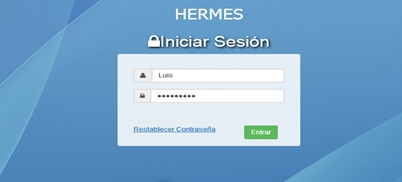 HERMES
Iniciar Sesión
Luis
•••••••••
Restablecer Contraseña
Entrar